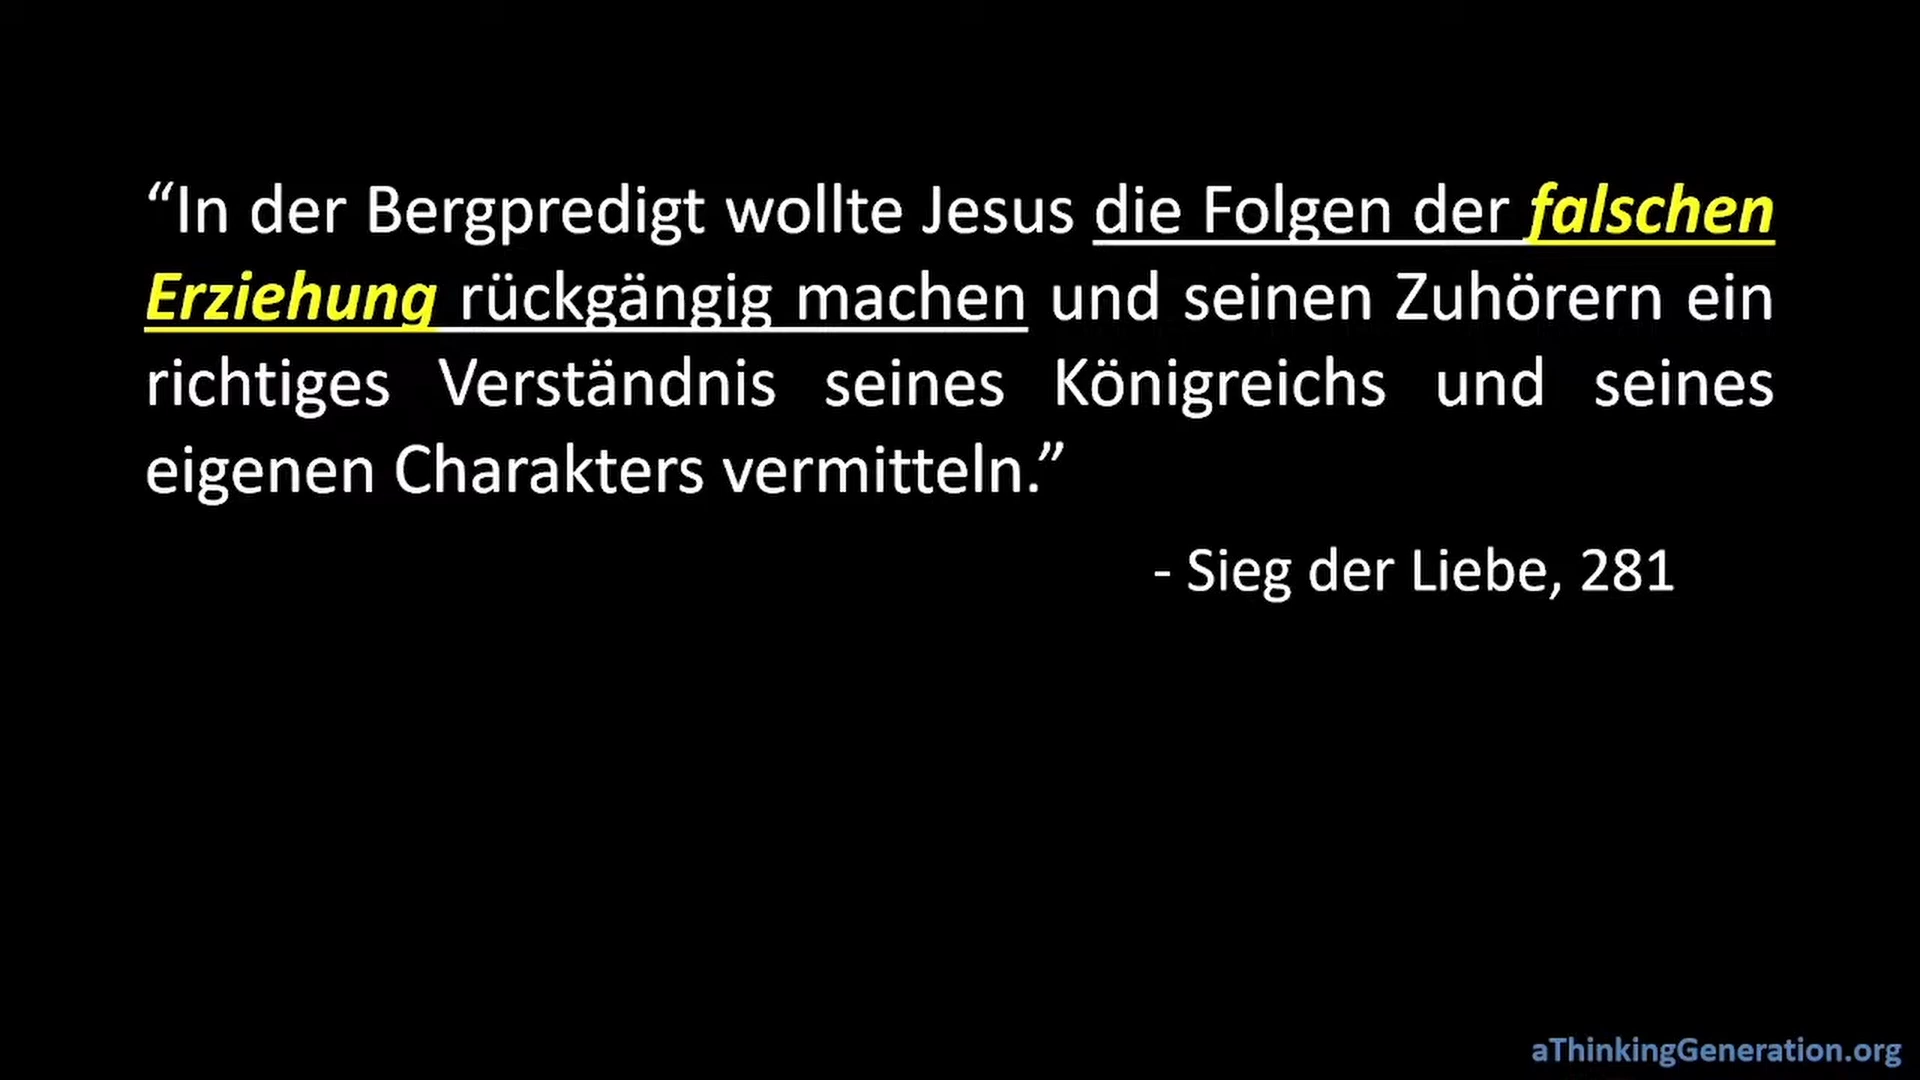 “In der Bergpredigt wollte Jesus die Folgen der falschen
Erziehung rückgängig machen und seinen Zuhörern ein
richtiges Verständnis seines Königreichs und seines
eigenen Charakters vermitteln.”
- Sieg der Liebe, 281
aThinkingGeneration.org